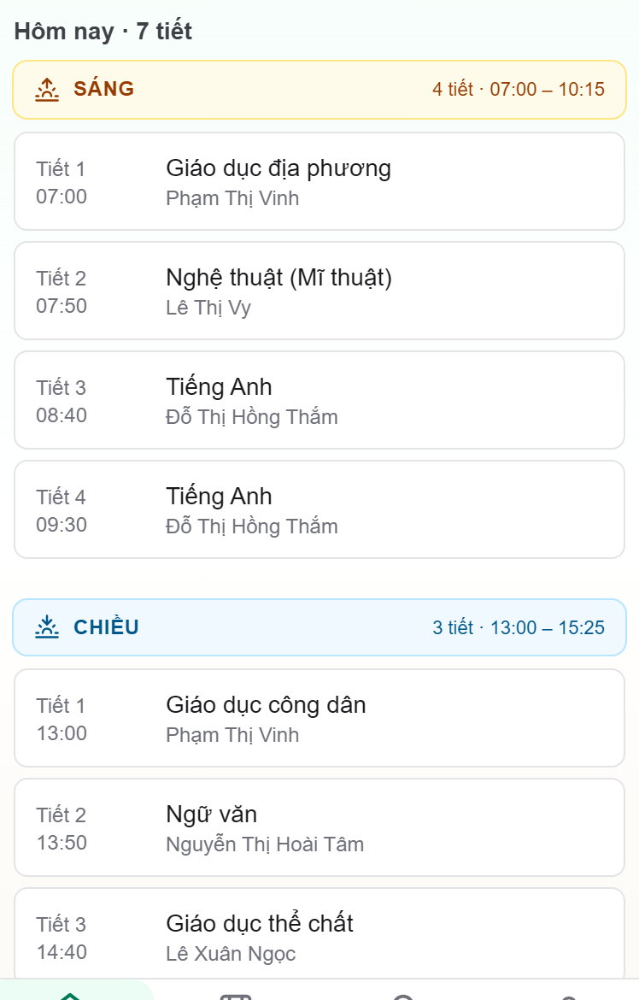 Hôm nay · 7 tiết
SÁNG
4 tiết · 07:00 – 10:15
Tiết 1
07:00
Giáo dục địa phương
Phạm Thị Vinh
Tiết 2
07:50
Nghệ thuật (Mĩ thuật)
Lê Thị Vy
Tiết 3
08:40
Tiếng Anh
Đỗ Thị Hồng Thắm
Tiết 4
09:30
Tiếng Anh
Đỗ Thị Hồng Thắm
CHIỀU
3 tiết · 13:00 – 15:25
Tiết 1
13:00
Giáo dục công dân
Phạm Thị Vinh
Tiết 2
13:50
Ngữ văn
Nguyễn Thị Hoài Tâm
Tiết 3
14:40
Giáo dục thể chất
Lê Xuân Ngọc